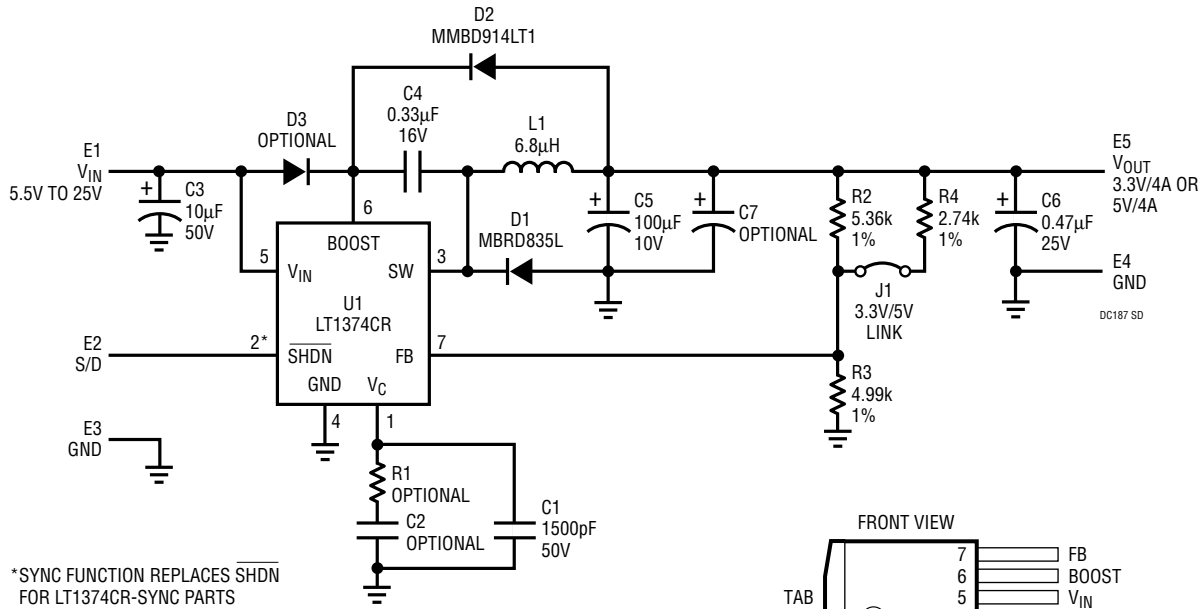 D2
MMBD914LT1
C4
0.33µF
16V
D3
OPTIONAL
L1
6.8µH
E1
VIN
5.5V TO 25V
+
C3
10µF
50V
6
BOOST
5
VIN
SW
3
U1
LT1374CR
2*
SHDN
FB
7
GND
VC
4
1
D1
MBRD835L
+
C5
100µF
10V
+
C7
OPTIONAL
R2
5.36k
1%
R4
2.74k
1%
+
C6
0.47µF
25V
E5
VOUT
3.3V/4A OR
5V/4A
J1
3.3V/5V
LINK
E4
GND
DC187 SD
E2
S/D
R3
4.99k
1%
E3
GND
R1
OPTIONAL
C2
OPTIONAL
C1
1500pF
50V
*SYNC FUNCTION REPLACES SHDN
FOR LT1374CR-SYNC PARTS
FRONT VIEW
7
FB
6
BOOST
TAB
5
VIN